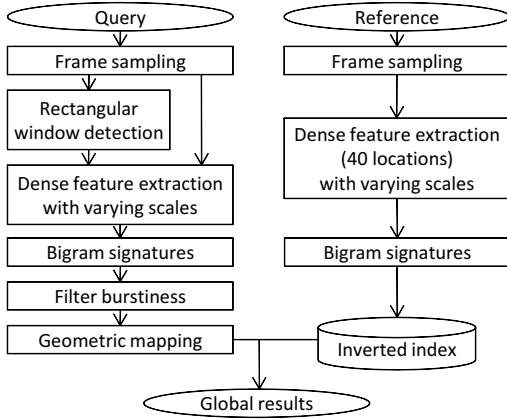 Query
Frame sampling
Rectangular
window detection
Dense feature extraction
with varying scales
Bigram signatures
Filter burstiness
Geometric mapping
Reference
Frame sampling
Dense feature extraction
(40 locations)
with varying scales
Bigram signatures
Inverted index
Global results